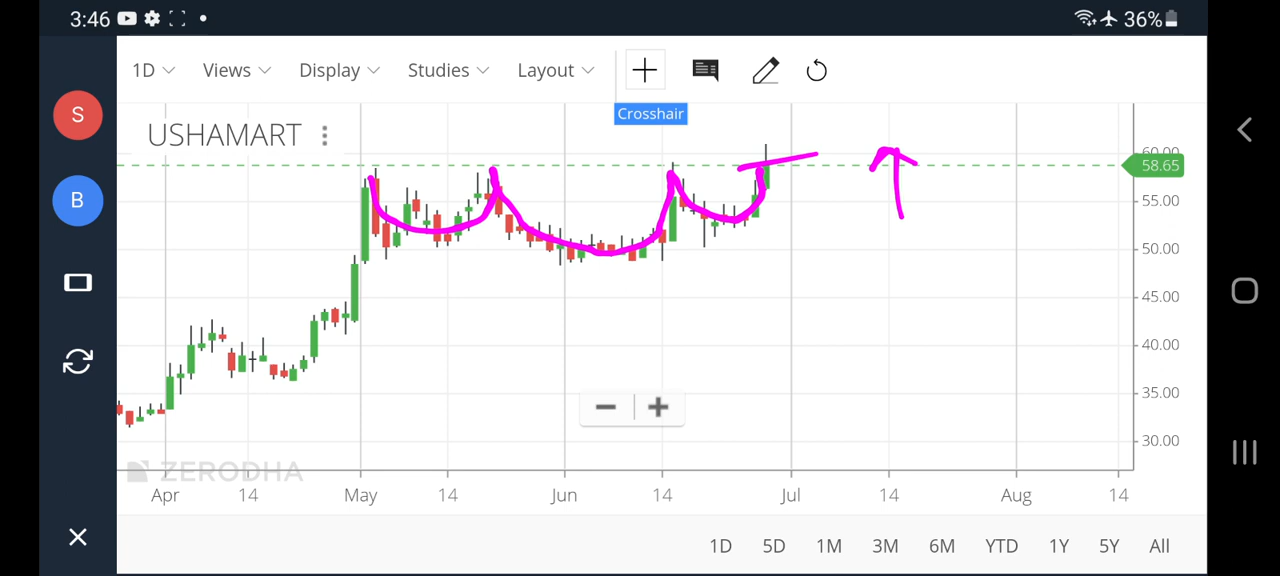 3:46 36%
1D Views Display Studies Layout
Crosshair
S
USHAMART
60.00
58.65
B
55.00
50.00
45.00
40.00
35.00
30.00
ZERODHA
Apr 14 May 14 Jun 14 Jul 14 Aug 14
1D 5D 1M 3M 6M YTD 1Y 5Y All